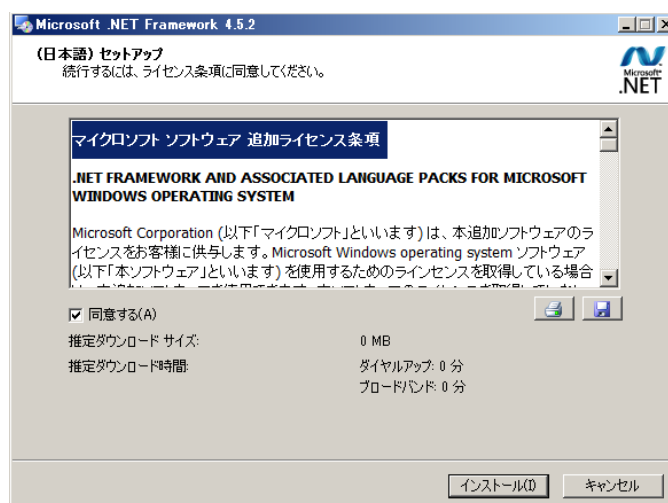 Microsoft .NET Framework 4.5.2
(日本語) セットアップ
続行するには、ライセンス条項に同意してください。
Microsoft
.NET
マイクロソフト ソフトウェア 追加ライセンス条項
.NET FRAMEWORK AND ASSOCIATED LANGUAGE PACKS FOR MICROSOFT
WINDOWS OPERATING SYSTEM
Microsoft Corporation (以下「マイクロソフト」といいます) は、本追加ソフトウェアのラ
イセンスをお客様に供与します。Microsoft Windows operating system ソフトウェア
(以下「本ソフトウェア」といいます) を使用するためのラインセンスを取得している場合
同意する(A)
推定ダウンロード サイズ:
0 MB
推定ダウンロード時間:
ダイヤルアップ: 0 分
ブロードバンド: 0 分
インストール(I)
キャンセル